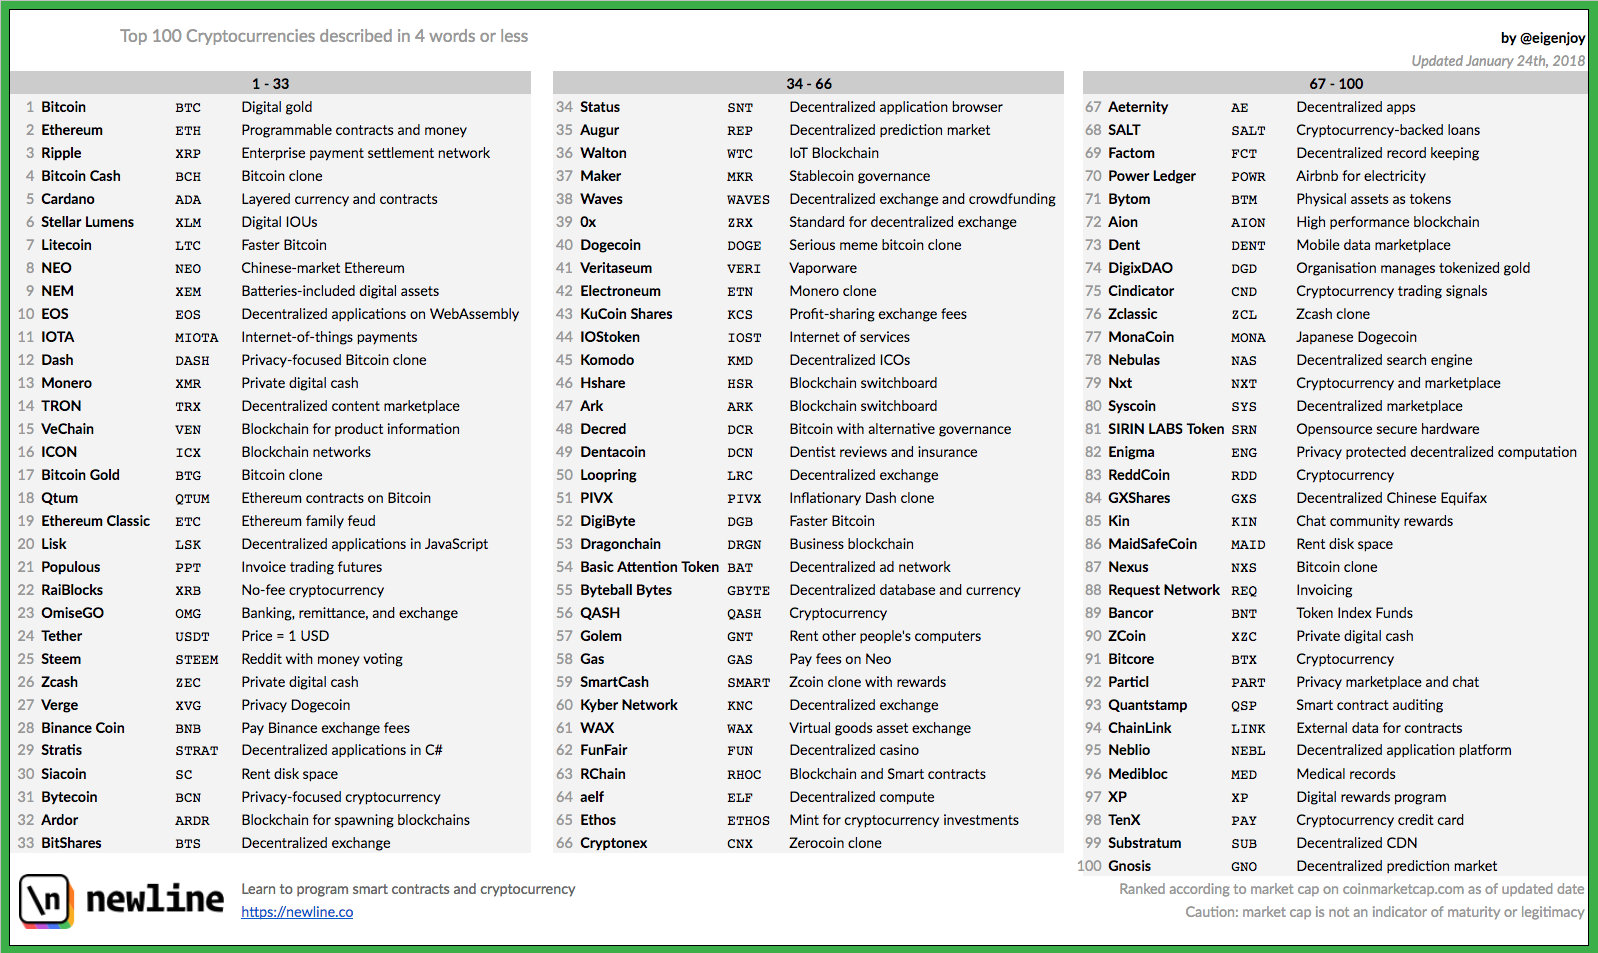 Top 100 Cryptocurrencies described in 4 words or less
by @eigenjoy
Updated January 24th, 2018
1 - 33
1 Bitcoin BTC Digital gold
2 Ethereum ETH Programmable contracts and money
3 Ripple XRP Enterprise payment settlement network
4 Bitcoin Cash BCH Bitcoin clone
5 Cardano ADA Layered currency and contracts
6 Stellar Lumens XLM Digital IOUs
7 Litecoin LTC Faster Bitcoin
8 NEO NEO Chinese-market Ethereum
9 NEM XEM Batteries-included digital assets
10 EOS EOS Decentralized applications on WebAssembly
11 IOTA MIOTA Internet-of-things payments
12 Dash DASH Privacy-focused Bitcoin clone
13 Monero XMR Private digital cash
14 TRON TRX Decentralized content marketplace
15 VeChain VEN Blockchain for product information
16 ICON ICX Blockchain networks
17 Bitcoin Gold BTG Bitcoin clone
18 Qtum QTUM Ethereum contracts on Bitcoin
19 Ethereum Classic ETC Ethereum family feud
20 Lisk LSK Decentralized applications in JavaScript
21 Populous PPT Invoice trading futures
22 RaiBlocks XRB No-fee cryptocurrency
23 OmiseGO OMG Banking, remittance, and exchange
24 Tether USDT Price = 1 USD
25 Steem STEEM Reddit with money voting
26 Zcash ZEC Private digital cash
27 Verge XVG Privacy Dogecoin
28 Binance Coin BNB Pay Binance exchange fees
29 Stratis STRAT Decentralized applications in C#
30 Siacoin SC Rent disk space
31 Bytecoin BCN Privacy-focused cryptocurrency
32 Ardor ARDR Blockchain for spawning blockchains
33 BitShares BTS Decentralized exchange
34 - 66
34 Status SNT Decentralized application browser
35 Augur REP Decentralized prediction market
36 Walton WTC IoT Blockchain
37 Maker MKR Stablecoin governance
38 Waves WAVES Decentralized exchange and crowdfunding
39 0x ZRX Standard for decentralized exchange
40 Dogecoin DOGE Serious meme bitcoin clone
41 Veritaseum VERI Vaporware
42 Electroneum ETN Monero clone
43 KuCoin Shares KCS Profit-sharing exchange fees
44 IOStoken IOST Internet of services
45 Komodo KMD Decentralized ICOs
46 Hshare HSR Blockchain switchboard
47 Ark ARK Blockchain switchboard
48 Decred DCR Bitcoin with alternative governance
49 Dentacoin DCN Dentist reviews and insurance
50 Loopring LRC Decentralized exchange
51 PIVX PIVX Inflationary Dash clone
52 DigiByte DGB Faster Bitcoin
53 Dragonchain DRGN Business blockchain
54 Basic Attention Token BAT Decentralized ad network
55 Byteball Bytes GBYTE Decentralized database and currency
56 QASH QASH Cryptocurrency
57 Golem GNT Rent other people's computers
58 Gas GAS Pay fees on Neo
59 SmartCash SMART Zcoin clone with rewards
60 Kyber Network KNC Decentralized exchange
61 WAX WAX Virtual goods asset exchange
62 FunFair FUN Decentralized casino
63 RChain RHOC Blockchain and Smart contracts
64 aelf ELF Decentralized compute
65 Ethos ETHOS Mint for cryptocurrency investments
66 Cryptonex CNX Zerocoin clone
67 - 100
67 Aeternity AE Decentralized apps
68 SALT SALT Cryptocurrency-backed loans
69 Factom FCT Decentralized record keeping
70 Power Ledger POWR Airbnb for electricity
71 Bytom BTM Physical assets as tokens
72 Aion AION High performance blockchain
73 Dent DENT Mobile data marketplace
74 DigixDAO DGD Organisation manages tokenized gold
75 Cindicator CND Cryptocurrency trading signals
76 Zclassic ZCL Zcash clone
77 MonaCoin MONA Japanese Dogecoin
78 Nebulas NAS Decentralized search engine
79 Nxt NXT Cryptocurrency and marketplace
80 Syscoin SYS Decentralized marketplace
81 SIRIN LABS Token SRN Opensource secure hardware
82 Enigma ENG Privacy protected decentralized computation
83 ReddCoin RDD Cryptocurrency
84 GXShares GXS Decentralized Chinese Equifax
85 Kin KIN Chat community rewards
86 MaidSafeCoin MAID Rent disk space
87 Nexus NXS Bitcoin clone
88 Request Network REQ Invoicing
89 Bancor BNT Token Index Funds
90 ZCoin XZC Private digital cash
91 Bitcore BTX Cryptocurrency
92 Particl PART Privacy marketplace and chat
93 Quantstamp QSP Smart contract auditing
94 ChainLink LINK External data for contracts
95 Neblio NEBL Decentralized application platform
96 Medibloc MED Medical records
97 XP XP Digital rewards program
98 TenX PAY Cryptocurrency credit card
99 Substratum SUB Decentralized CDN
100 Gnosis GNO Decentralized prediction market
\n newline
Learn to program smart contracts and cryptocurrency
https://newline.co
Ranked according to market cap on coinmarketcap.com as of updated date
Caution: market cap is not an indicator of maturity or legitimacy